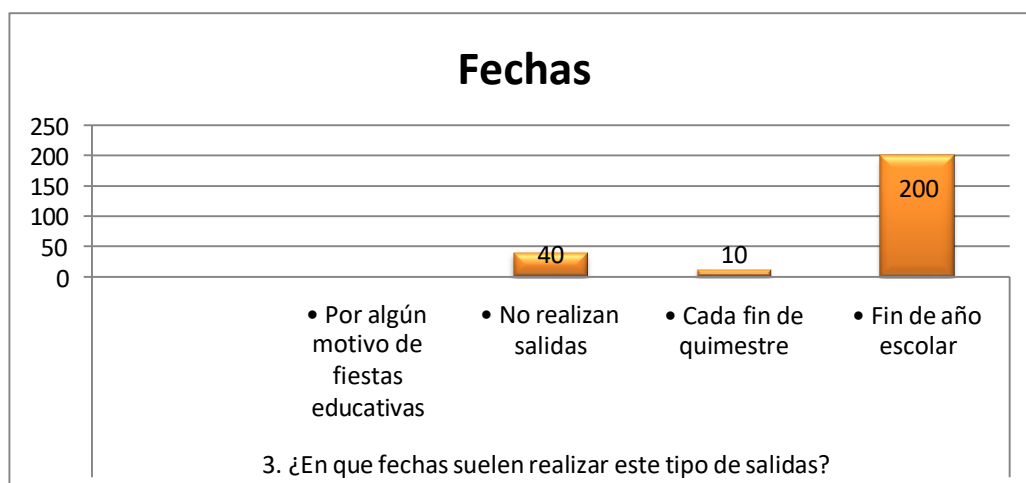 Fechas
250
200
150
100
50
0
40
10
200
• Por algún
motivo de
fiestas
educativas
• No realizan
salidas
• Cada fin de
quimestre
• Fin de año
escolar
3. ¿En que fechas suelen realizar este tipo de salidas?